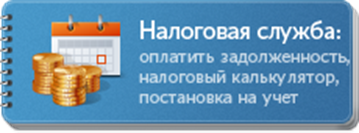 Налоговая служба:
оплатить задолженность,
налоговый калькулятор,
постановка на учет